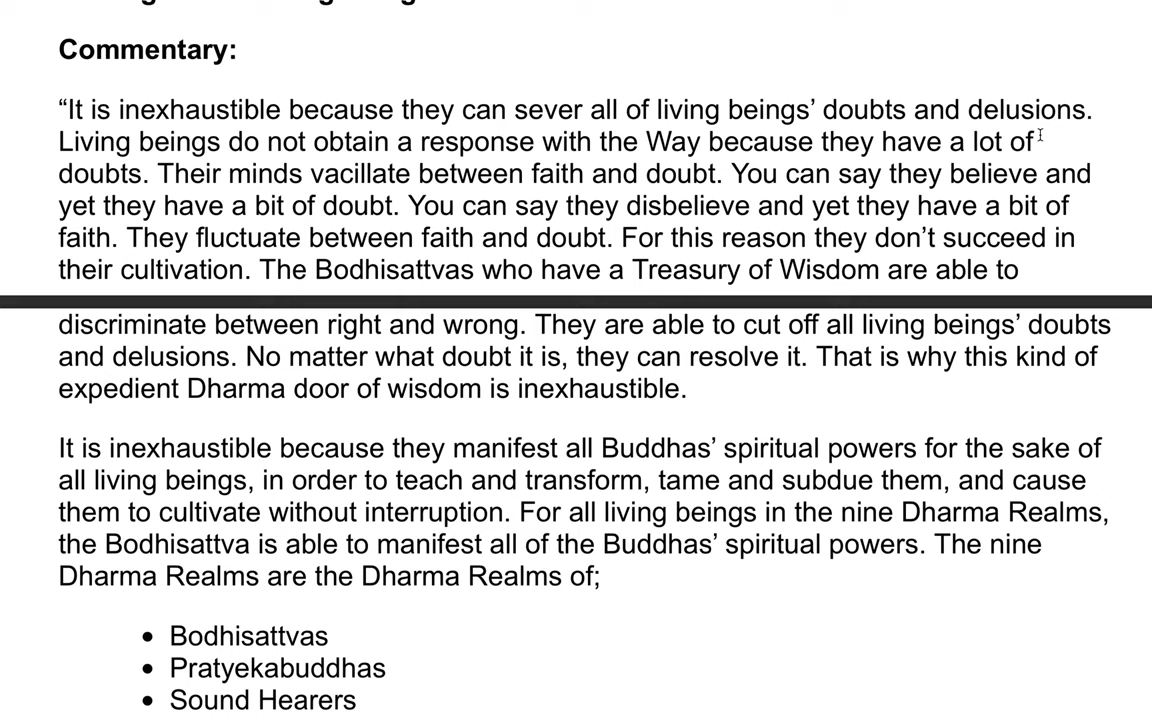 Commentary:
“It is inexhaustible because they can sever all of living beings’ doubts and delusions.
Living beings do not obtain a response with the Way because they have a lot of
doubts. Their minds vacillate between faith and doubt. You can say they believe and
yet they have a bit of doubt. You can say they disbelieve and yet they have a bit of
faith. They fluctuate between faith and doubt. For this reason they don’t succeed in
their cultivation. The Bodhisattvas who have a Treasury of Wisdom are able to
discriminate between right and wrong. They are able to cut off all living beings’ doubts
and delusions. No matter what doubt it is, they can resolve it. That is why this kind of
expedient Dharma door of wisdom is inexhaustible.
It is inexhaustible because they manifest all Buddhas’ spiritual powers for the sake of
all living beings, in order to teach and transform, tame and subdue them, and cause
them to cultivate without interruption. For all living beings in the nine Dharma Realms,
the Bodhisattva is able to manifest all of the Buddhas’ spiritual powers. The nine
Dharma Realms are the Dharma Realms of;
• Bodhisattvas
• Pratyekabuddhas
• Sound Hearers